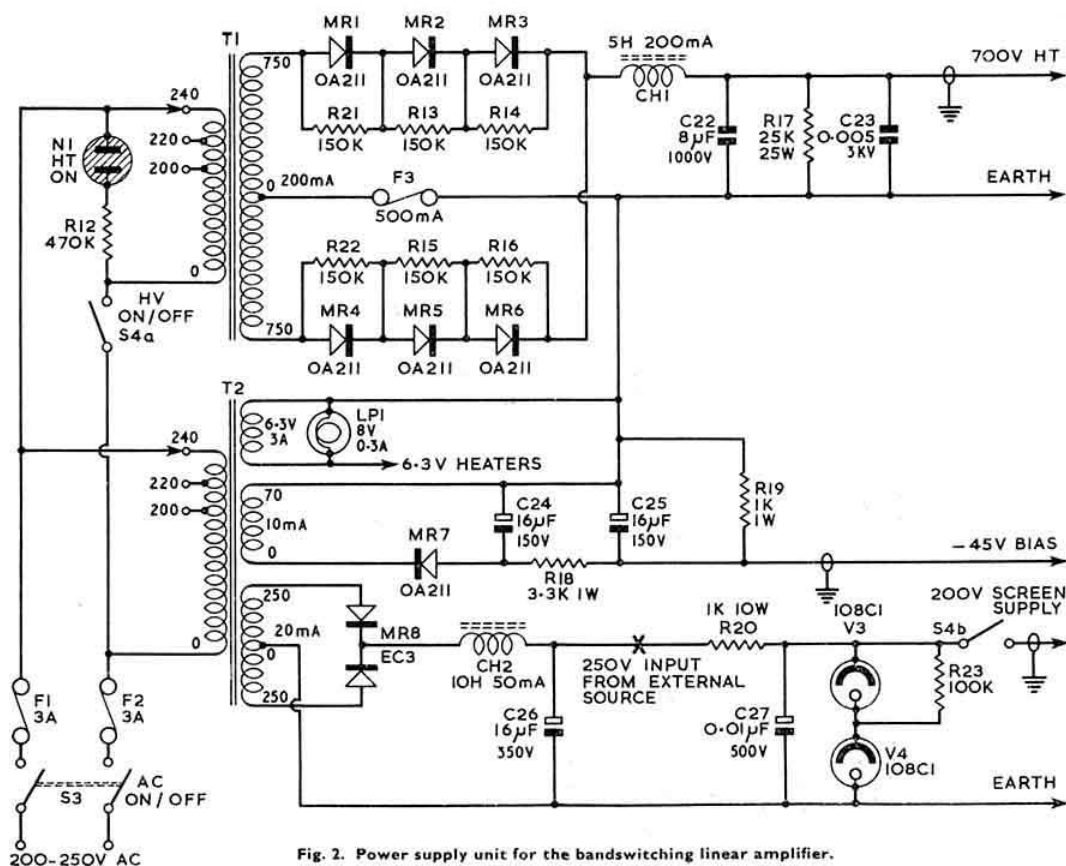 T1
750
MR1
OA211
MR2
OA211
MR3
OA211
R21
150K
R13
150K
R14
150K
5H 200mA
CH1
700V HT
240
220
200
0
N1
HT
ON
R12
470K
0
200mA
F3
500mA
C22
8µF
1000V
R17
25K
25W
C23
0.005
3KV
EARTH
HV
ON/OFF
S4a
R22
150K
R15
150K
R16
150K
750
MR4
OA211
MR5
OA211
MR6
OA211
T2
240
220
200
0
6·3V
3A
LP1
8V
0.3A
6·3V HEATERS
70
10mA
0
MR7
OA211
C24
16µF
150V
R18
3·3K 1W
C25
16µF
150V
R19
1K
1W
–45V BIAS
250
20mA
0
250
MR8
EC3
CH2
10H 50mA
250V INPUT
FROM EXTERNAL
SOURCE
1K 10W
R20
108C1
V3
200V SCREEN
SUPPLY
S4b
R23
100K
C26
16µF
350V
C27
0·01µF
500V
V4
108C1
EARTH
F1
3A
F2
3A
S3
AC
ON/OFF
200-250V AC
Fig. 2. Power supply unit for the bandswitching linear amplifier.